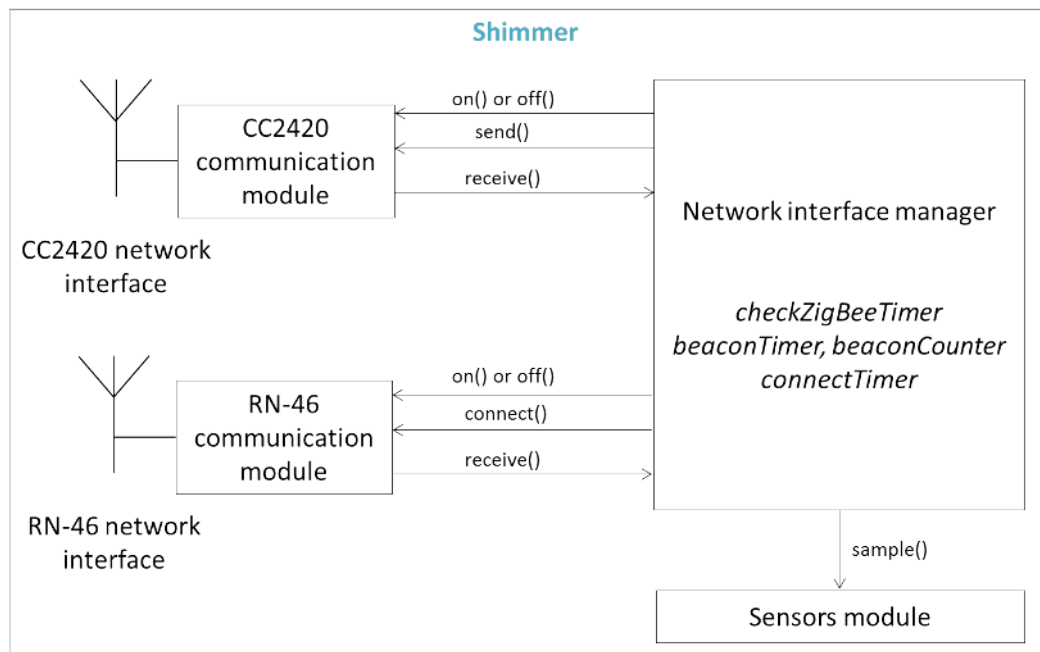 Shimmer
on() or off()
CC2420
communication
module
send()
receive()
Network interface manager
CC2420 network
interface
checkZigBeeTimer
beaconTimer, beaconCounter
connectTimer
on() or off()
RN-46
communication
module
connect()
receive()
RN-46 network
interface
sample()
Sensors module